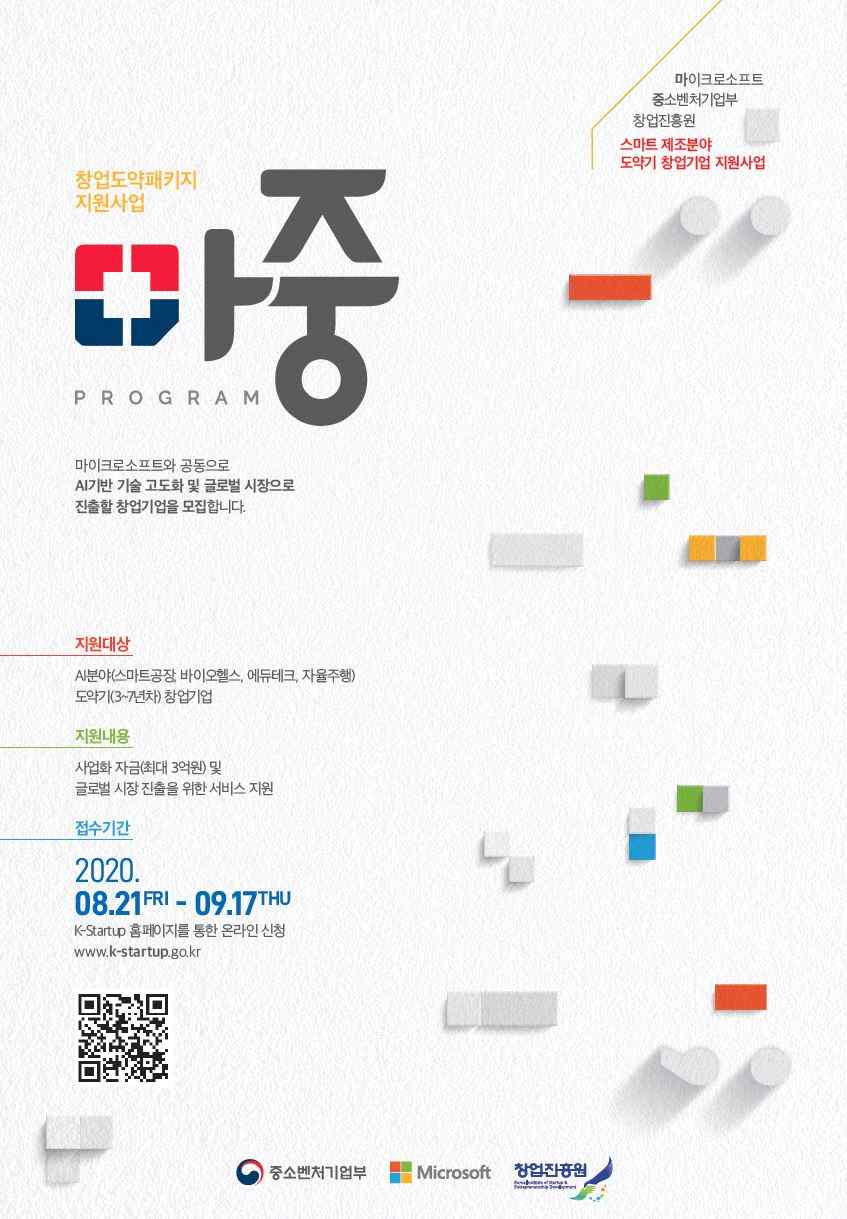 마이크로소프트
중소벤처기업부
창업진흥원
스마트 제조분야
도약기 창업기업 지원사업
창업도약패키지
지원사업
마중
PROGRAM
마이크로소프트와 공동으로
AI기반 기술 고도화 및 글로벌 시장으로
진출할 창업기업을 모집합니다.
지원대상
AI분야(스마트공장, 바이오헬스, 에듀테크, 자율주행)
도약기(3~7년차) 창업기업
지원내용
사업화 자금(최대 3억원) 및
글로벌 시장 진출을 위한 서비스 지원
접수기간
2020.
08.21FRI - 09.17THU
K-Startup 홈페이지를 통한 온라인 신청
www.k-startup.go.kr
중소벤처기업부
Microsoft
창업진흥원
Korea Institute of Startup &
Entrepreneurship Development